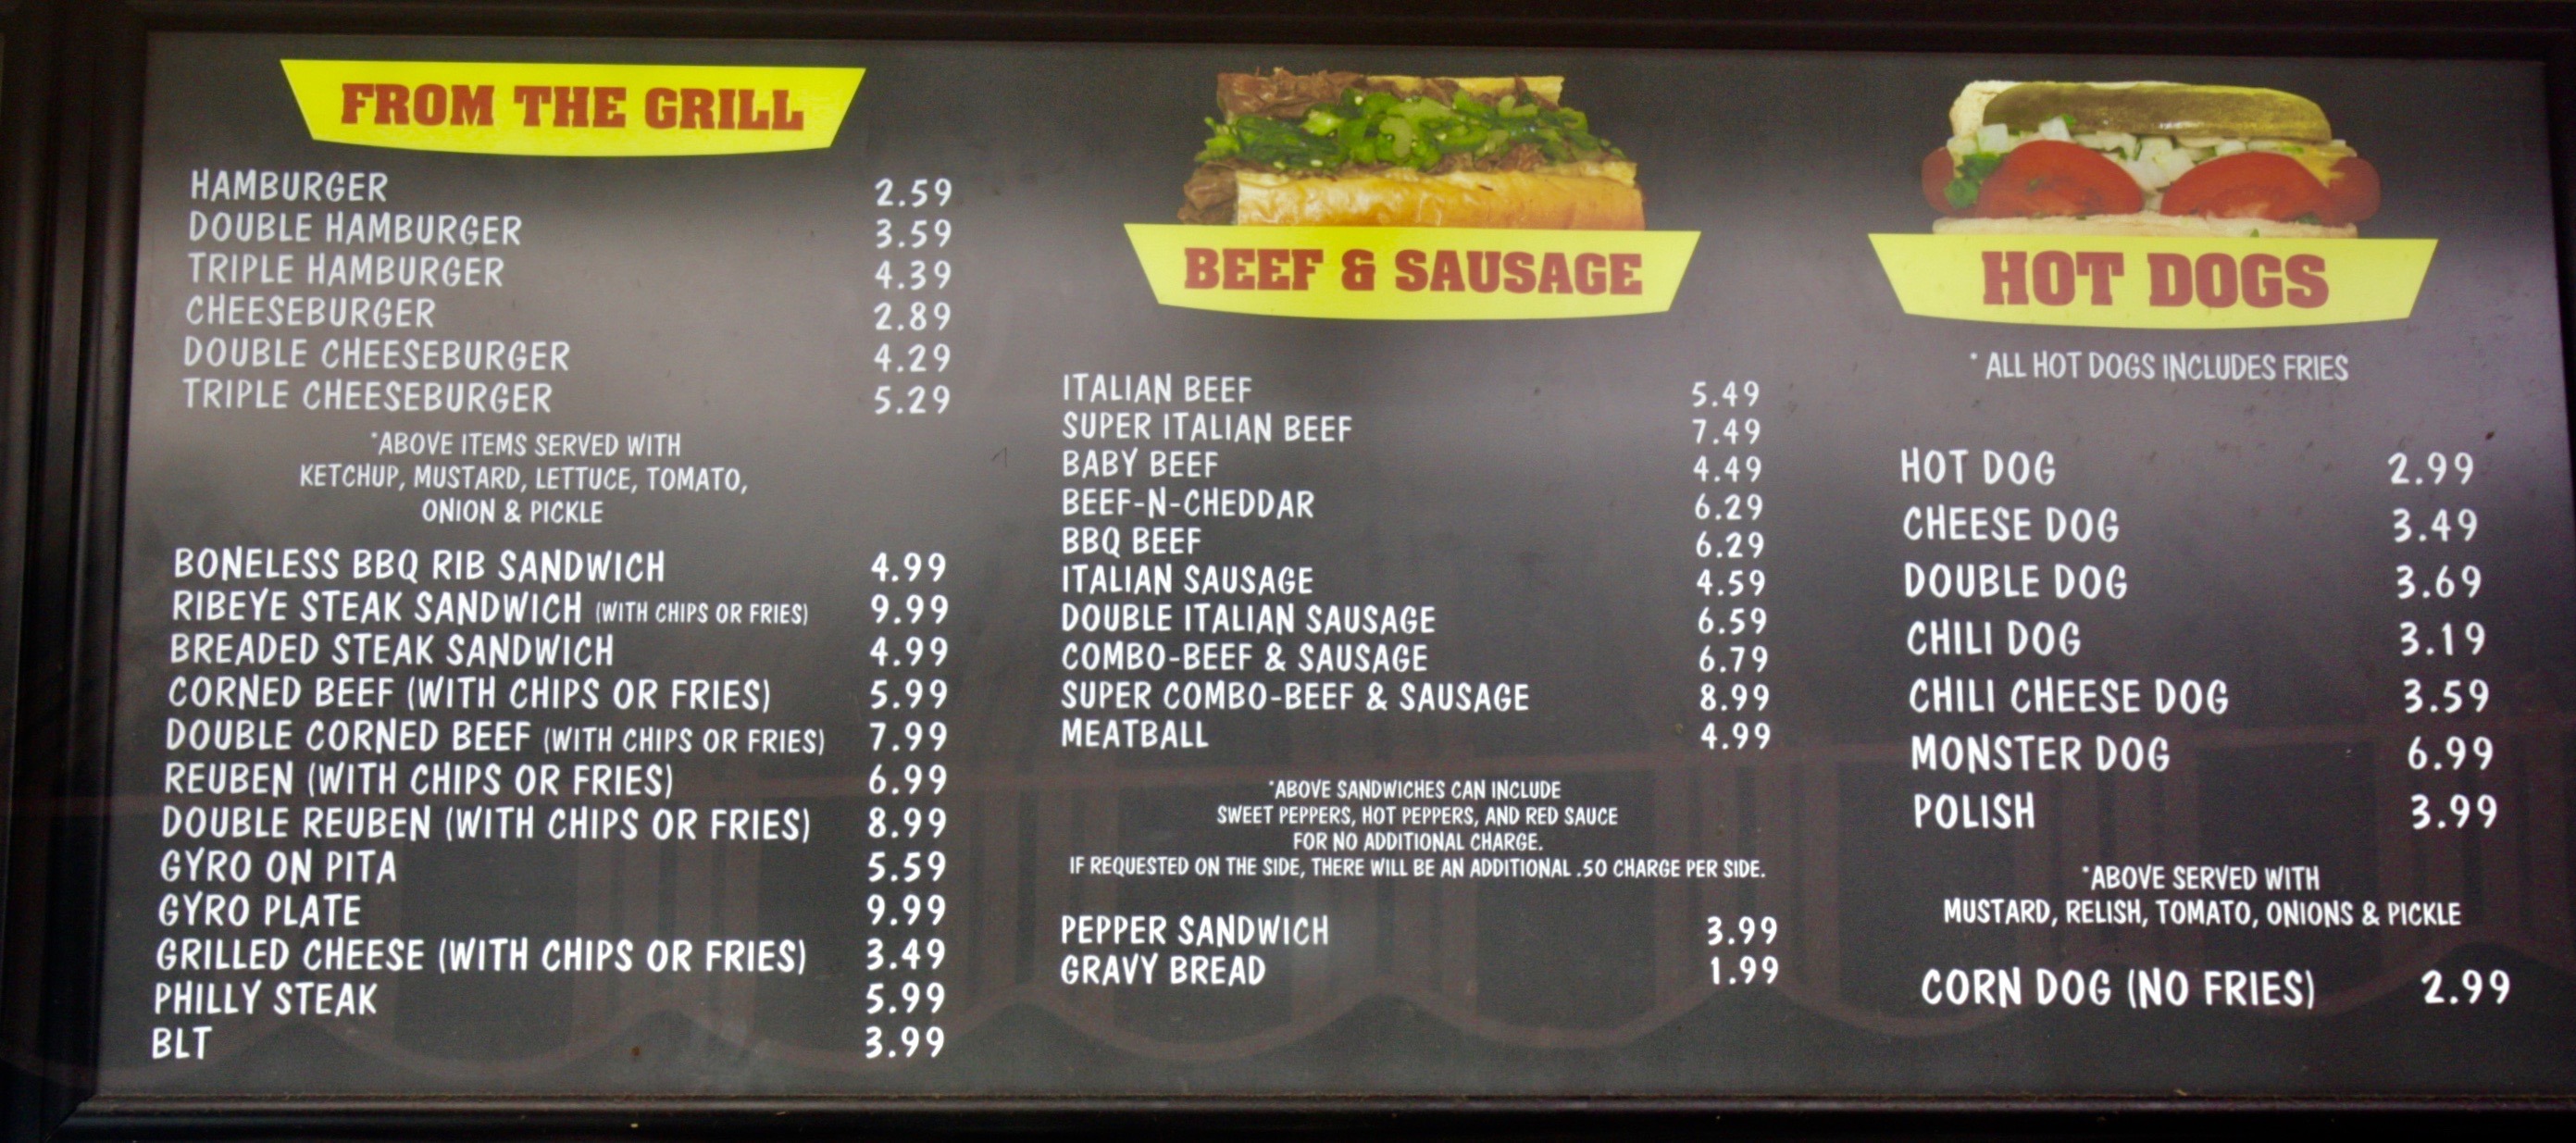 FROM THE GRILL
HAMBURGER 2.59
DOUBLE HAMBURGER 3.59
TRIPLE HAMBURGER 4.39
CHEESEBURGER 2.89
DOUBLE CHEESEBURGER 4.29
TRIPLE CHEESEBURGER 5.29
*ABOVE ITEMS SERVED WITH
KETCHUP, MUSTARD, LETTUCE, TOMATO,
ONION & PICKLE
BONELESS BBQ RIB SANDWICH 4.99
RIBEYE STEAK SANDWICH (WITH CHIPS OR FRIES) 9.99
BREADED STEAK SANDWICH 4.99
CORNED BEEF (WITH CHIPS OR FRIES) 5.99
DOUBLE CORNED BEEF (WITH CHIPS OR FRIES) 7.99
REUBEN (WITH CHIPS OR FRIES) 6.99
DOUBLE REUBEN (WITH CHIPS OR FRIES) 8.99
GYRO ON PITA 5.59
GYRO PLATE 9.99
GRILLED CHEESE (WITH CHIPS OR FRIES) 3.49
PHILLY STEAK 5.99
BLT 3.99
BEEF & SAUSAGE
ITALIAN BEEF 5.49
SUPER ITALIAN BEEF 7.49
BABY BEEF 4.49
BEEF-N-CHEDDAR 6.29
BBQ BEEF 6.29
ITALIAN SAUSAGE 4.59
DOUBLE ITALIAN SAUSAGE 6.59
COMBO-BEEF & SAUSAGE 6.79
SUPER COMBO-BEEF & SAUSAGE 8.99
MEATBALL 4.99
*ABOVE SANDWICHES CAN INCLUDE
SWEET PEPPERS, HOT PEPPERS, AND RED SAUCE
FOR NO ADDITIONAL CHARGE.
IF REQUESTED ON THE SIDE, THERE WILL BE AN ADDITIONAL .50 CHARGE PER SIDE.
PEPPER SANDWICH 3.99
GRAVY BREAD 1.99
HOT DOGS
* ALL HOT DOGS INCLUDES FRIES
HOT DOG 2.99
CHEESE DOG 3.49
DOUBLE DOG 3.69
CHILI DOG 3.19
CHILI CHEESE DOG 3.59
MONSTER DOG 6.99
POLISH 3.99
*ABOVE SERVED WITH
MUSTARD, RELISH, TOMATO, ONIONS & PICKLE
CORN DOG (NO FRIES) 2.99